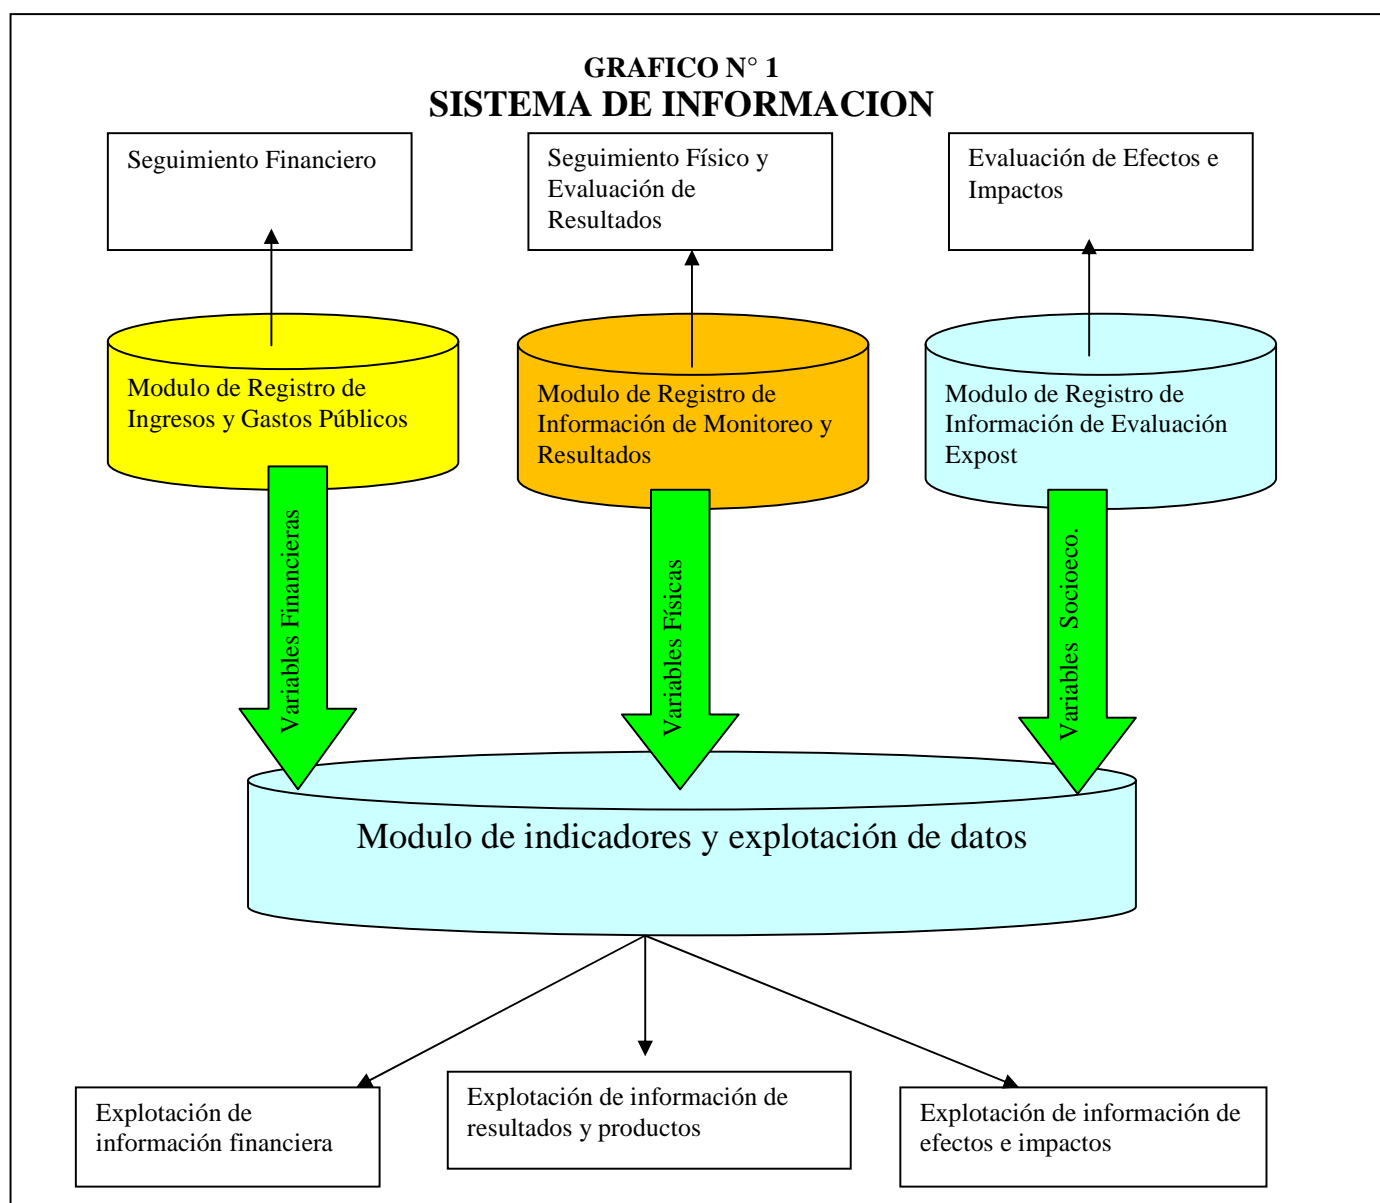 GRAFICO N° 1
SISTEMA DE INFORMACION
Seguimiento Financiero
Seguimiento Físico y
Evaluación de
Resultados
Evaluación de Efectos e
Impactos
Modulo de Registro de
Ingresos y Gastos Públicos
Modulo de Registro de
Información de Monitoreo y
Resultados
Modulo de Registro de
Información de Evaluación
Expost
Variables Financieras
Variables Físicas
Variables Socioeco.
Modulo de indicadores y explotación de datos
Explotación de
información financiera
Explotación de información de
resultados y productos
Explotación de información de
efectos e impactos